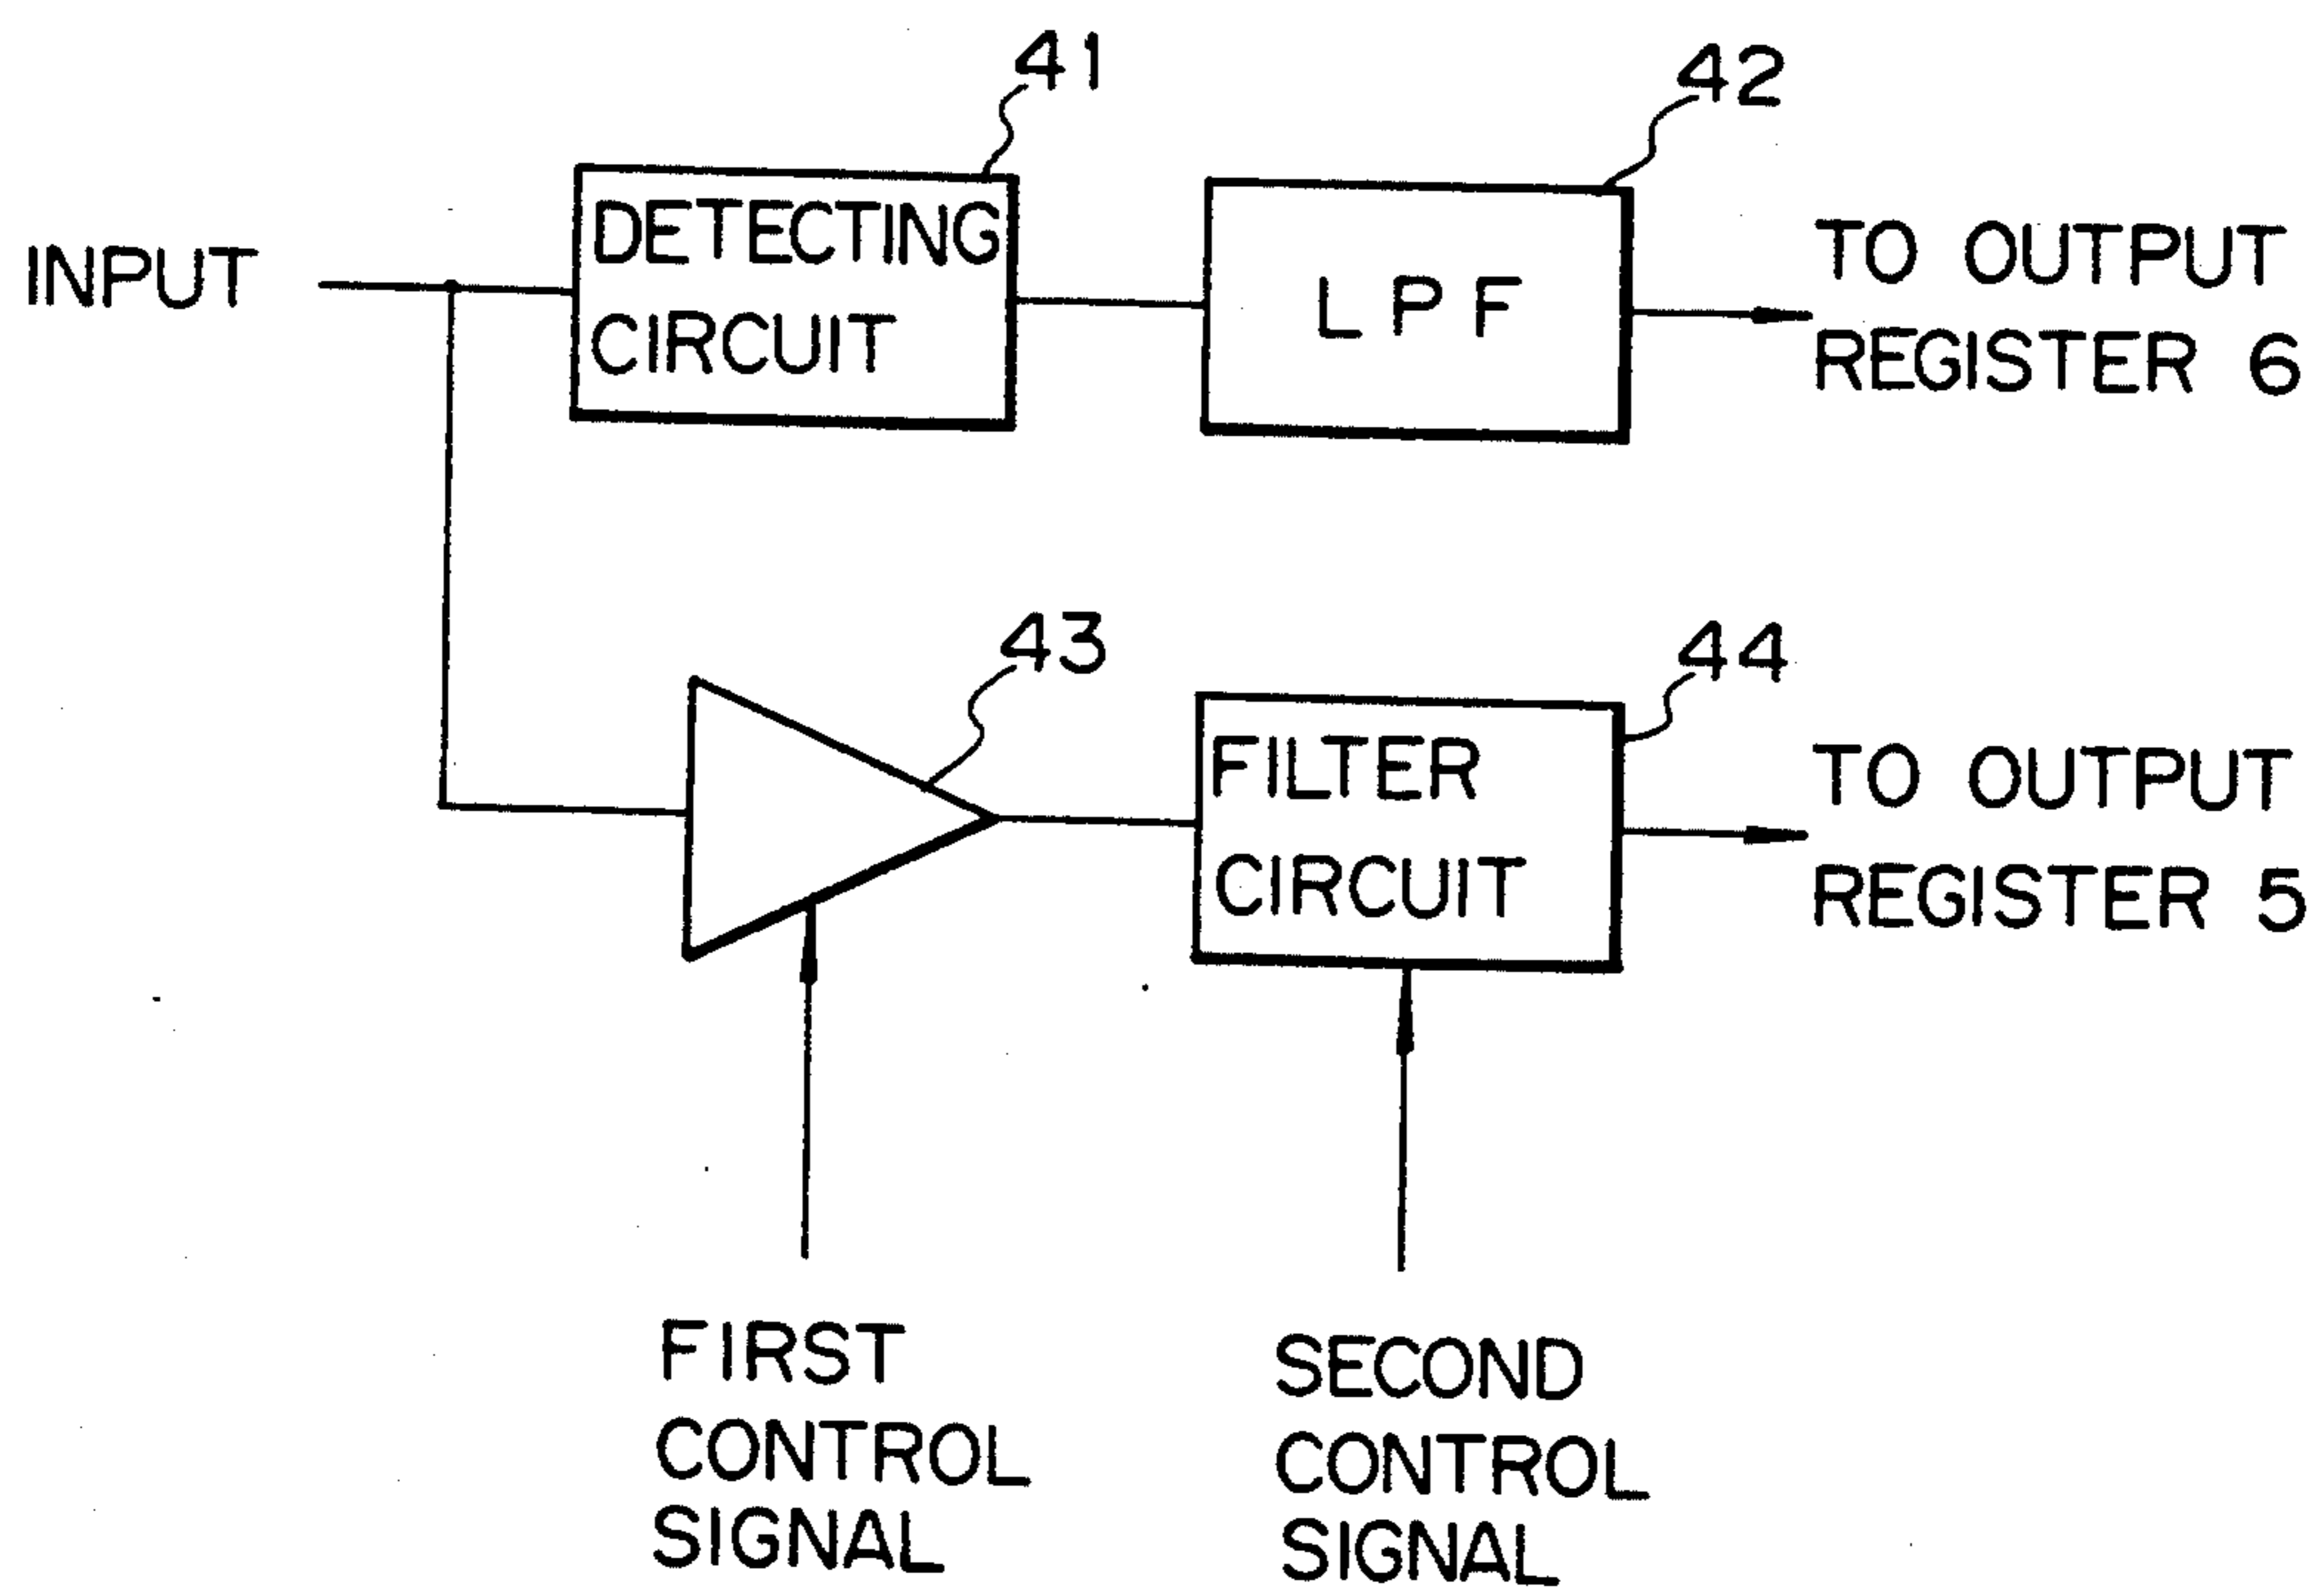 41
42
DETECTING
CIRCUIT
INPUT
L P F
TO OUTPUT
REGISTER 6
43
44
FILTER
CIRCUIT
TO OUTPUT
REGISTER 5
FIRST
CONTROL
SIGNAL
SECOND
CONTROL
SIGNAL